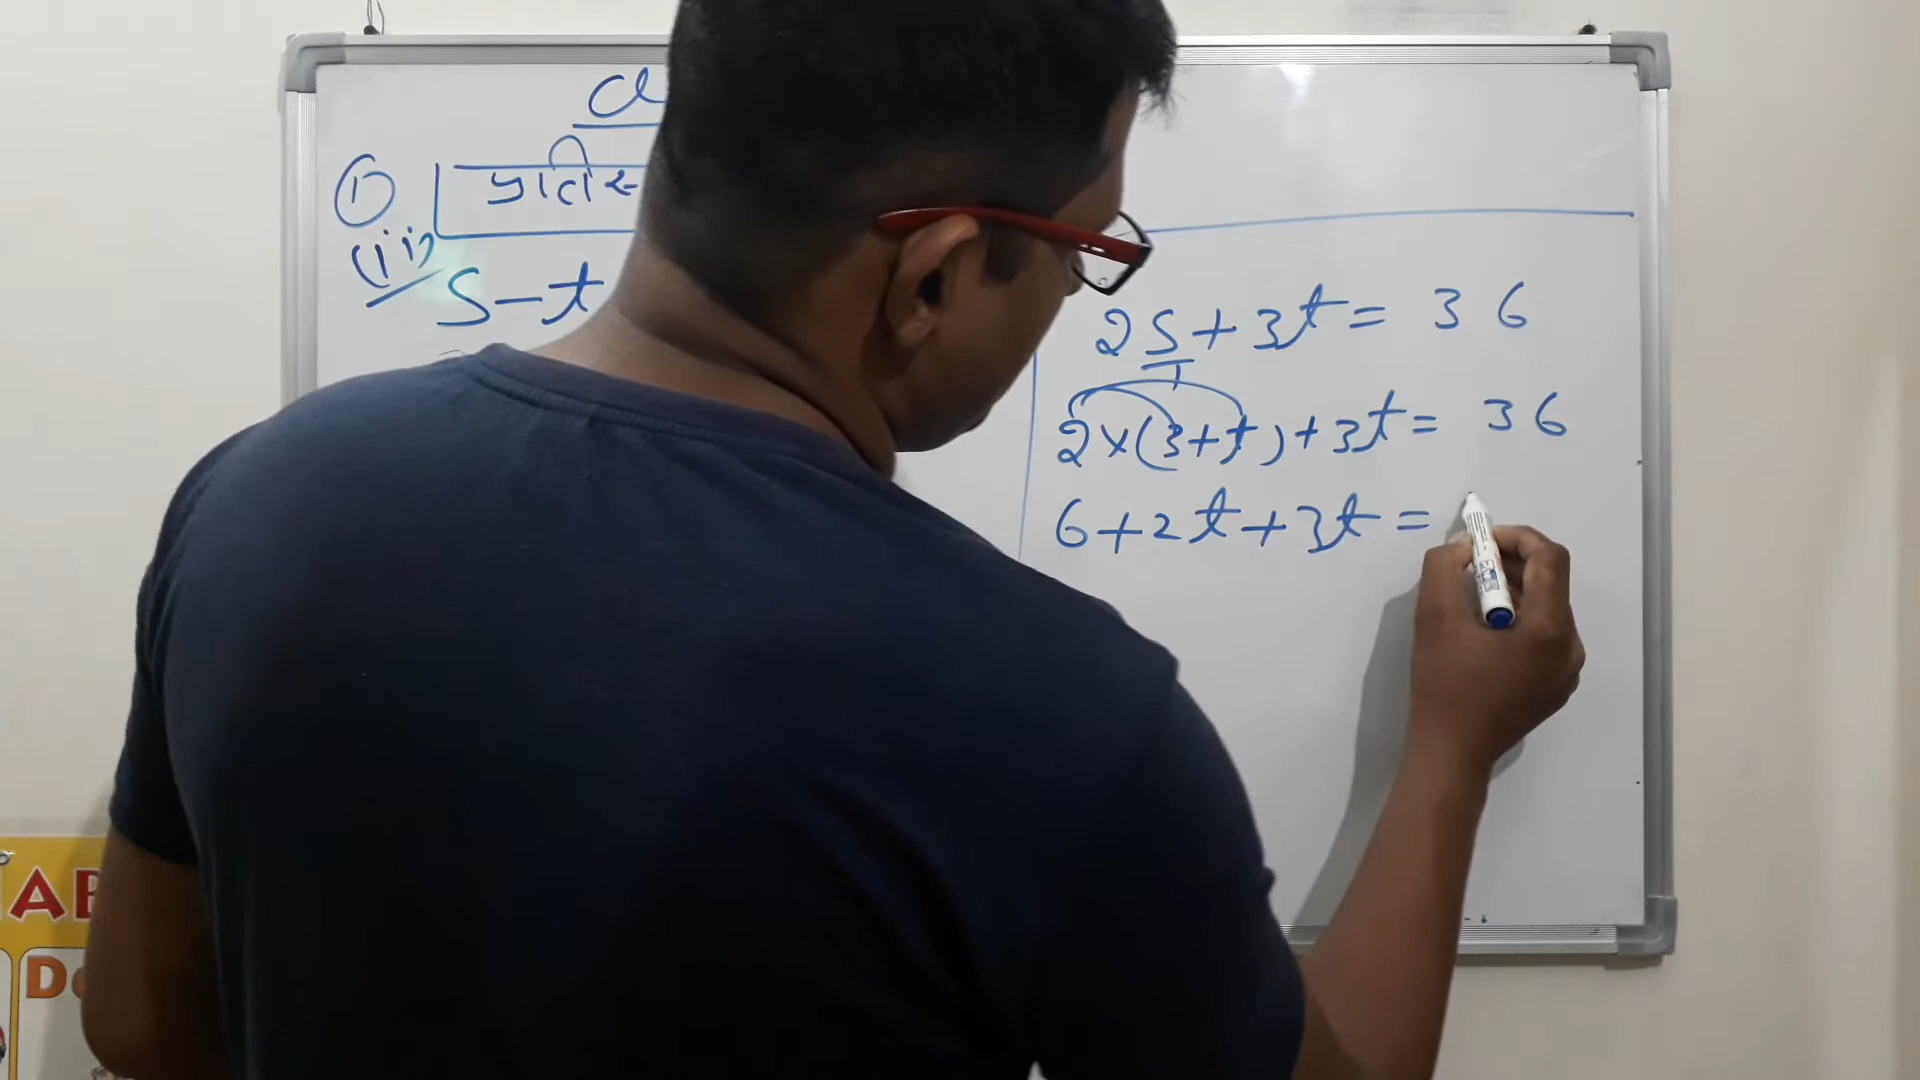 ①
(ii)
S - t
2S + 3t = 36
2×(3+t)+3t = 36
6+2t+3t =